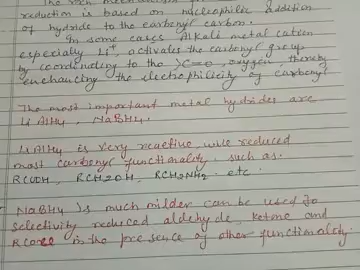 The main mechanism
reduction is based on nucleophilic addition
of hydride to the carbonyl carbon.
In some cases Alkali metal cation
especially Li+, activates the carbonyl group
by coordinating to the >C=O, oxygen, thereby
enchancing the electrophilicity of carbonyl
The most important metal hydrides are
LiAlH4, NaBH4.
LiAlH4 is very reactive, will reduced
most carbonyl functionality. such as.
RCOOH, RCH2OH, RCH2NH2. etc.
NaBH4 is much milder can be used to
selectivity reduced aldehyde, ketone and
in the presence of other functionality.